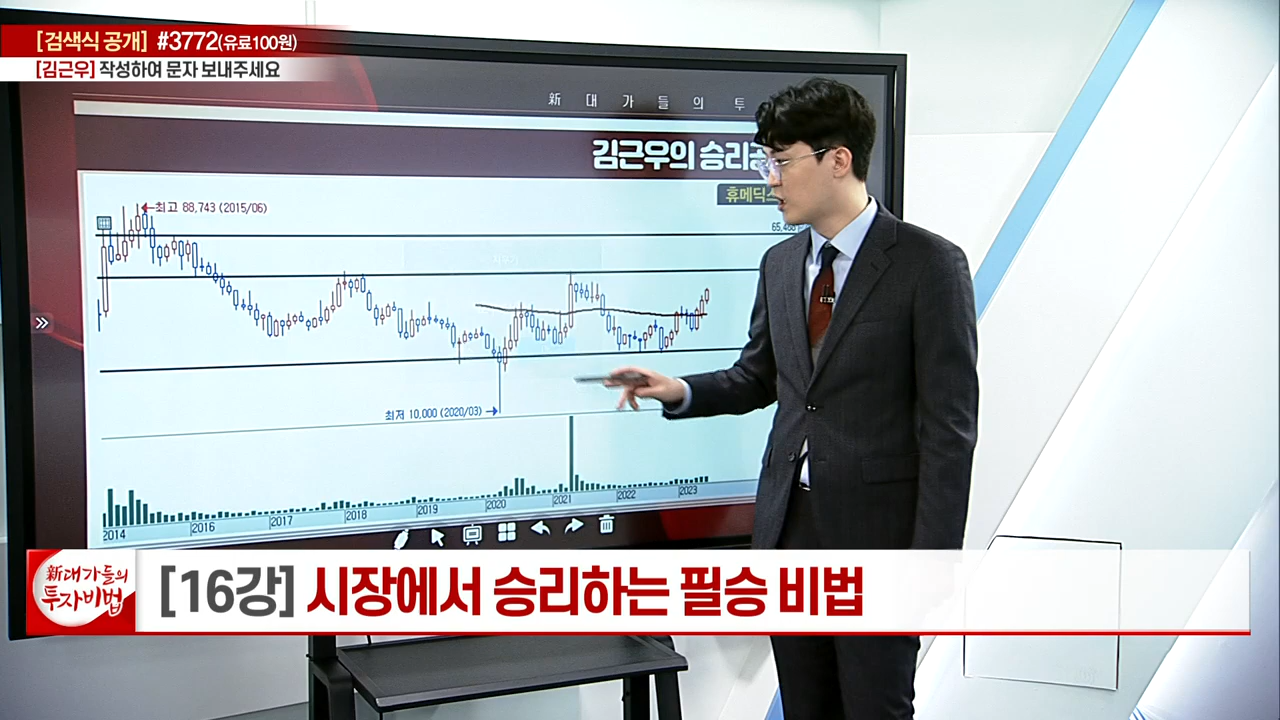 [검색식 공개] #3772(유료100원)
[김근우] 작성하여 문자 보내주세요
新 대 가 들 의 투
김근우의 승리
휴메딕스
최고 88,743 (2015/06)
최저 10,000 (2020/03)
2014 2016 2017 2018 2019 2020 2021 2022 2023
新대가들의
투자비법
[16강] 시장에서 승리하는 필승 비법